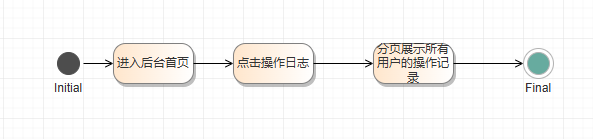 Initial
进入后台首页
点击操作日志
分页展示所有
用户的操作记
录
Final